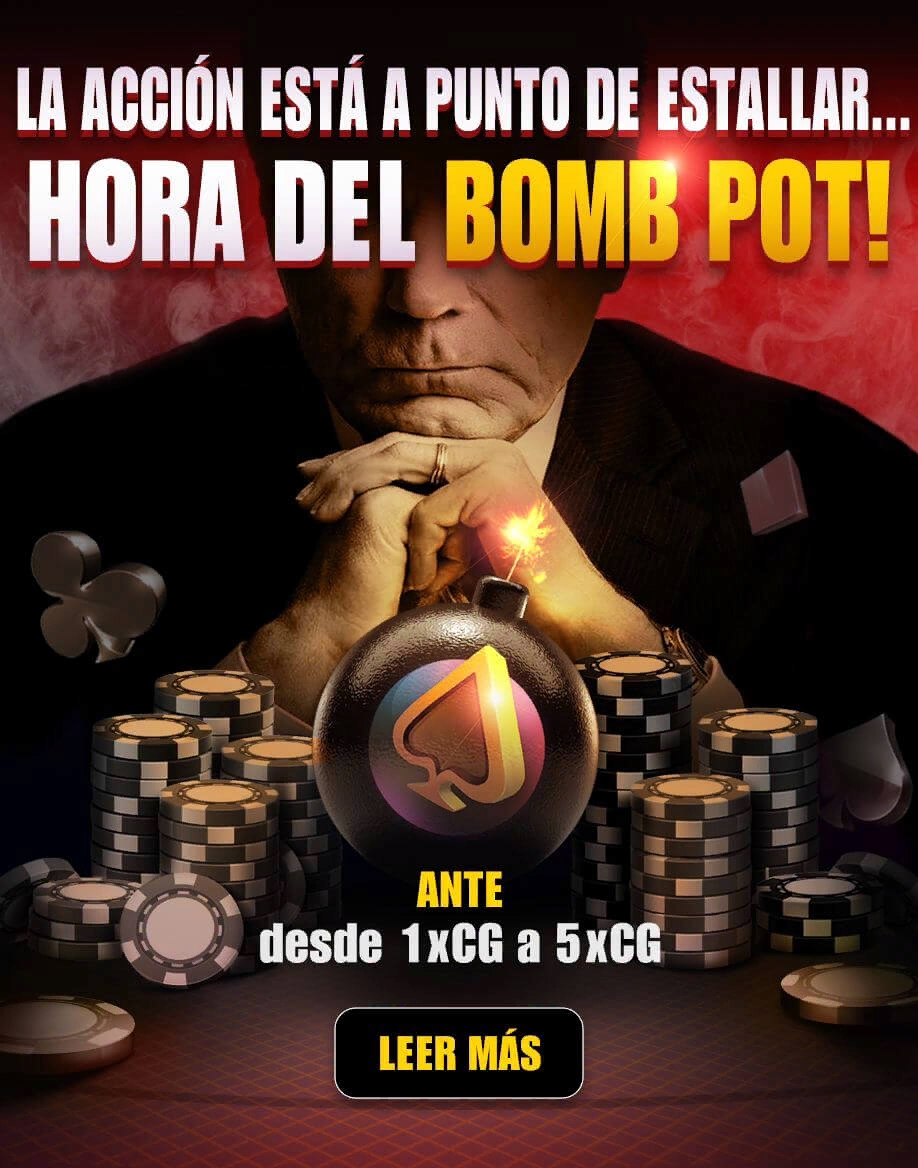 LA ACCIÓN ESTÁ A PUNTO DE ESTALLAR...
HORA DEL BOMB POT!
ANTE
desde 1xCG a 5xCG
LEER MÁS